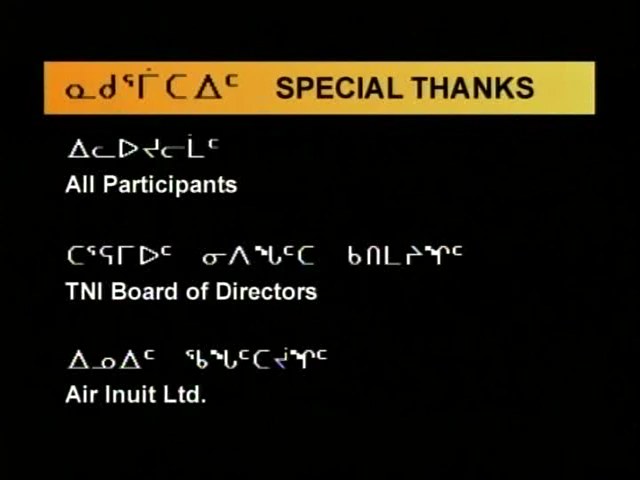 ᓇᑯᕐᒦᑕᐃᑦ SPECIAL THANKS
ᐃᓚᐅᔪᓕᒫᑦ
All Participants
ᑕᕐᕋᒥᐅᑦ ᓂᐱᖓᑦᑕ ᑲᑎᒪᔨᖏᑦ
TNI Board of Directors
ᐃᓄᐃᑦ ᖃᖓᑦᑕᔫᖏᑦ
Air Inuit Ltd.